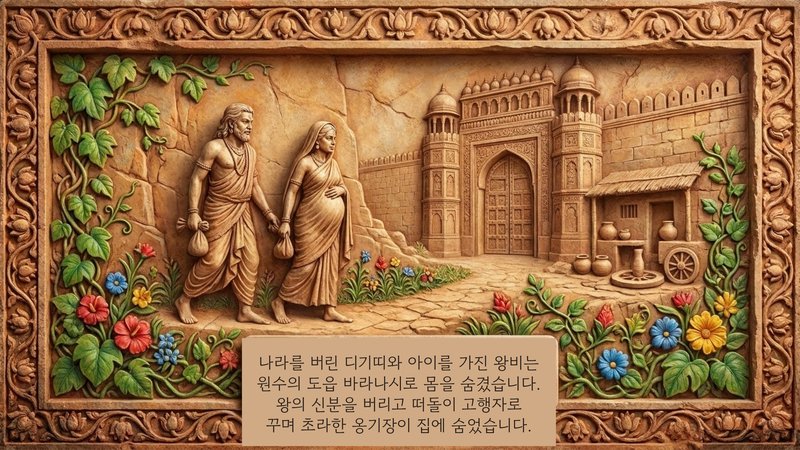 나라를 버린 디기띠와 아이를 가진 왕비는
원수의 도읍 바라나시로 몸을 숨겼습니다.
왕의 신분을 버리고 떠돌이 고행자로
꾸며 초라한 옹기장이 집에 숨었습니다.